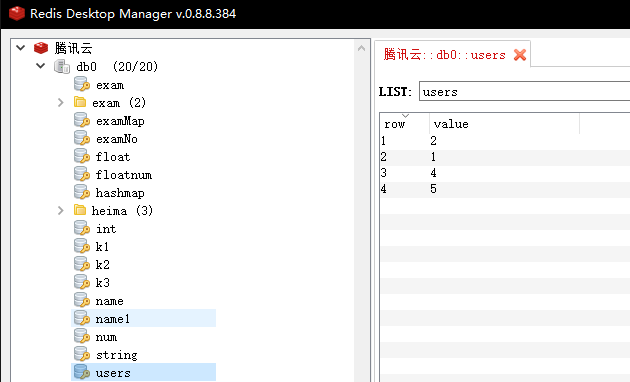 Redis Desktop Manager v.0.8.8.384
腾讯云
db0 (20/20)
exam
exam (2)
examMap
examNo
float
floatnum
hashmap
heima (3)
int
k1
k2
k3
name
name1
num
string
users
腾讯云::db0::users
LIST: users
row value
1 2
2 1
3 4
4 5